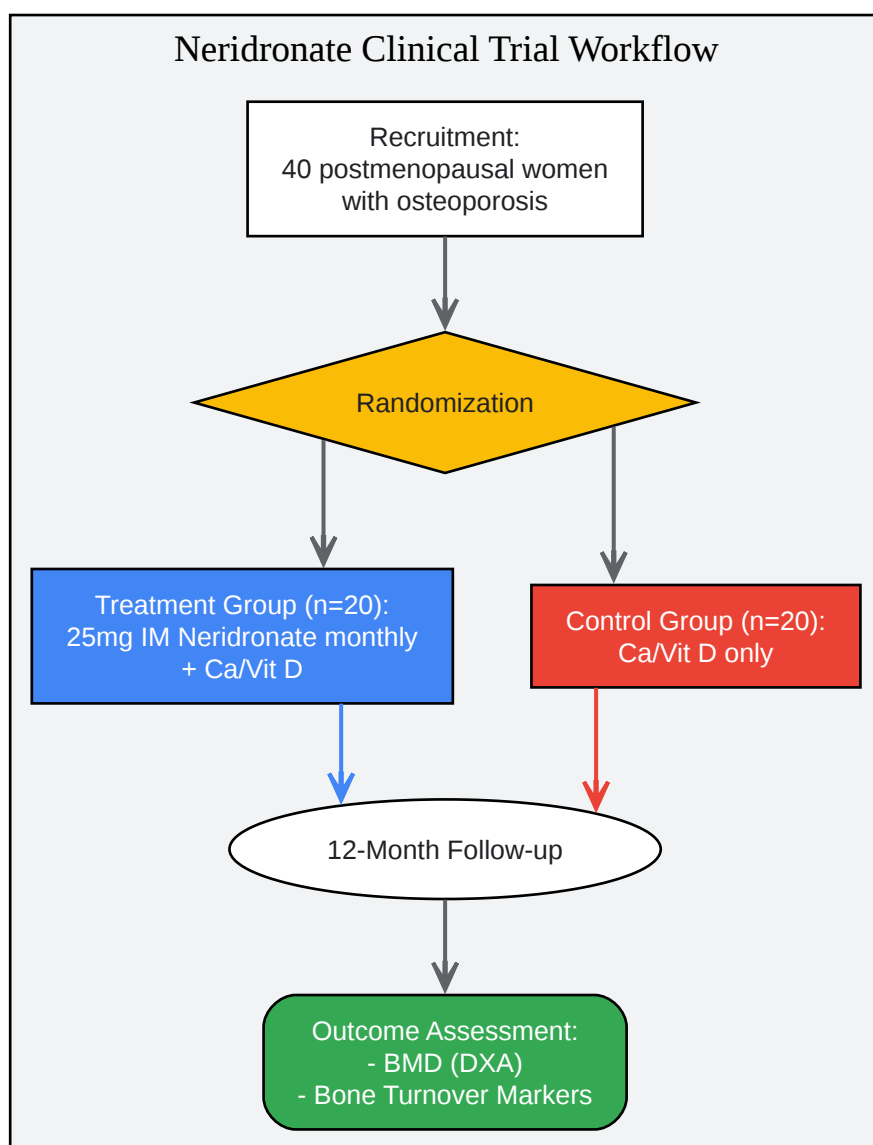 Neridronate Clinical Trial Workflow
Recruitment:
40 postmenopausal women
with osteoporosis
Randomization
Treatment Group (n=20):
25mg IM Neridronate monthly
+ Ca/Vit D
Control Group (n=20):
Ca/Vit D only
12-Month Follow-up
Outcome Assessment:
- BMD (DXA)
- Bone Turnover Markers